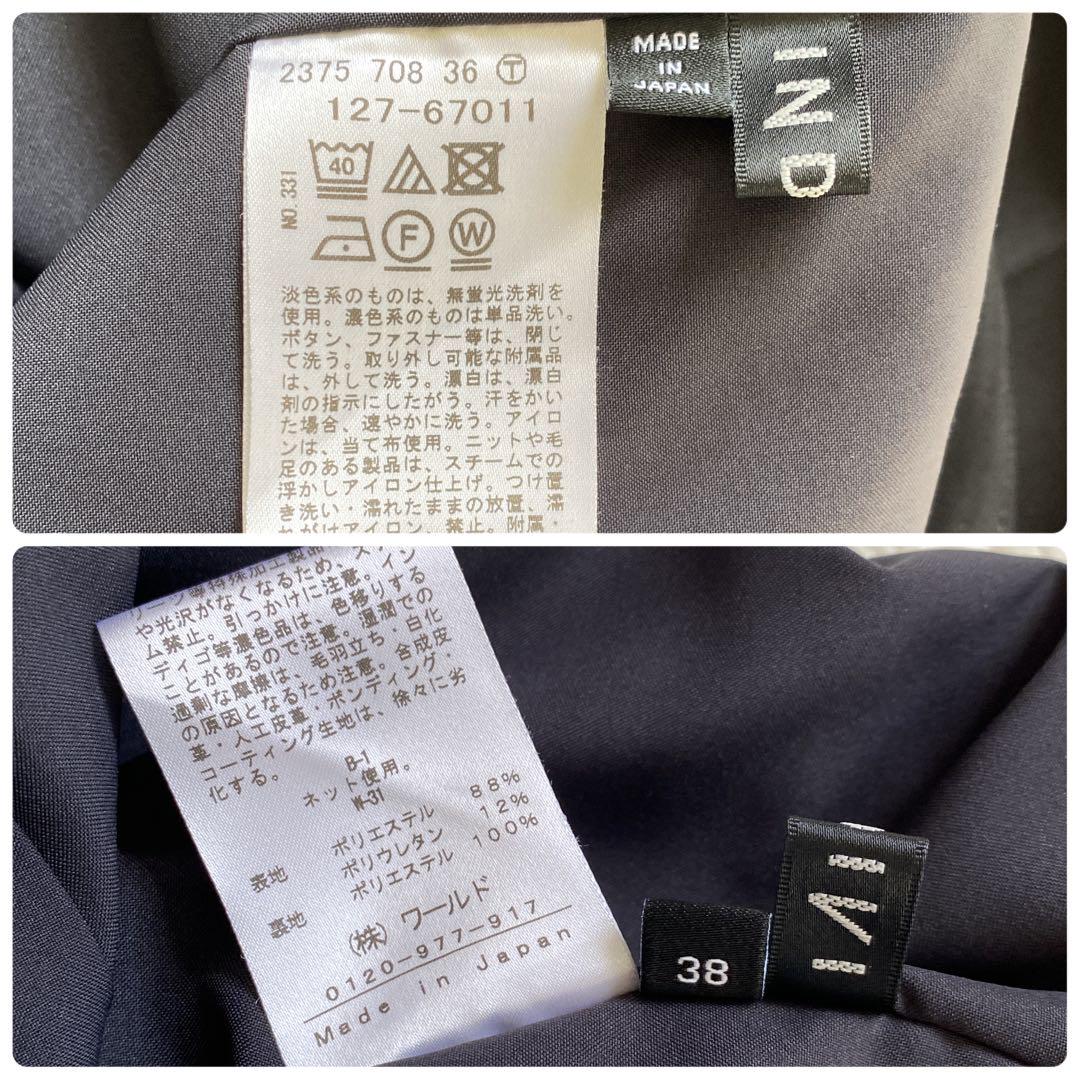 2375 708 36 Ⓣ
127-67011
MADE
IN
JAPAN
IND
40
NO.331
F
W
淡色系のものは、無蛍光洗剤を
使用。濃色系のものは単品洗い。
ボタン、ファスナー等は、閉じ
て洗う。取り外し可能な附属品
は、外して洗う。漂白は、漂白
剤の指示にしたがう。汗をかい
た場合、速やかに洗う。アイロ
ンは、当て布使用。ニットや毛
足のある製品は、スチームでの
浮かしアイロン仕上げ。つけ置
き洗い・濡れたままの放置、濡
れがけアイロン、禁止。附属・
や光沢がなくなるため、
ム禁止。引っかけに注意。イン
ディゴ等濃色品は、色移りする
ことがあるので注意。湿潤での
過剰な摩擦は、毛羽立ち・白化
の原因となるため注意。合成皮
革・人工皮革・ボンディング・
コーティング生地は、徐々に劣
化する。
B-1
ネット使用。
W-31
表地 ポリエステル 88%
ポリウレタン 12%
裏地 ポリエステル 100%
(株) ワールド
0120-977-917
Made in Japan
38
IVI